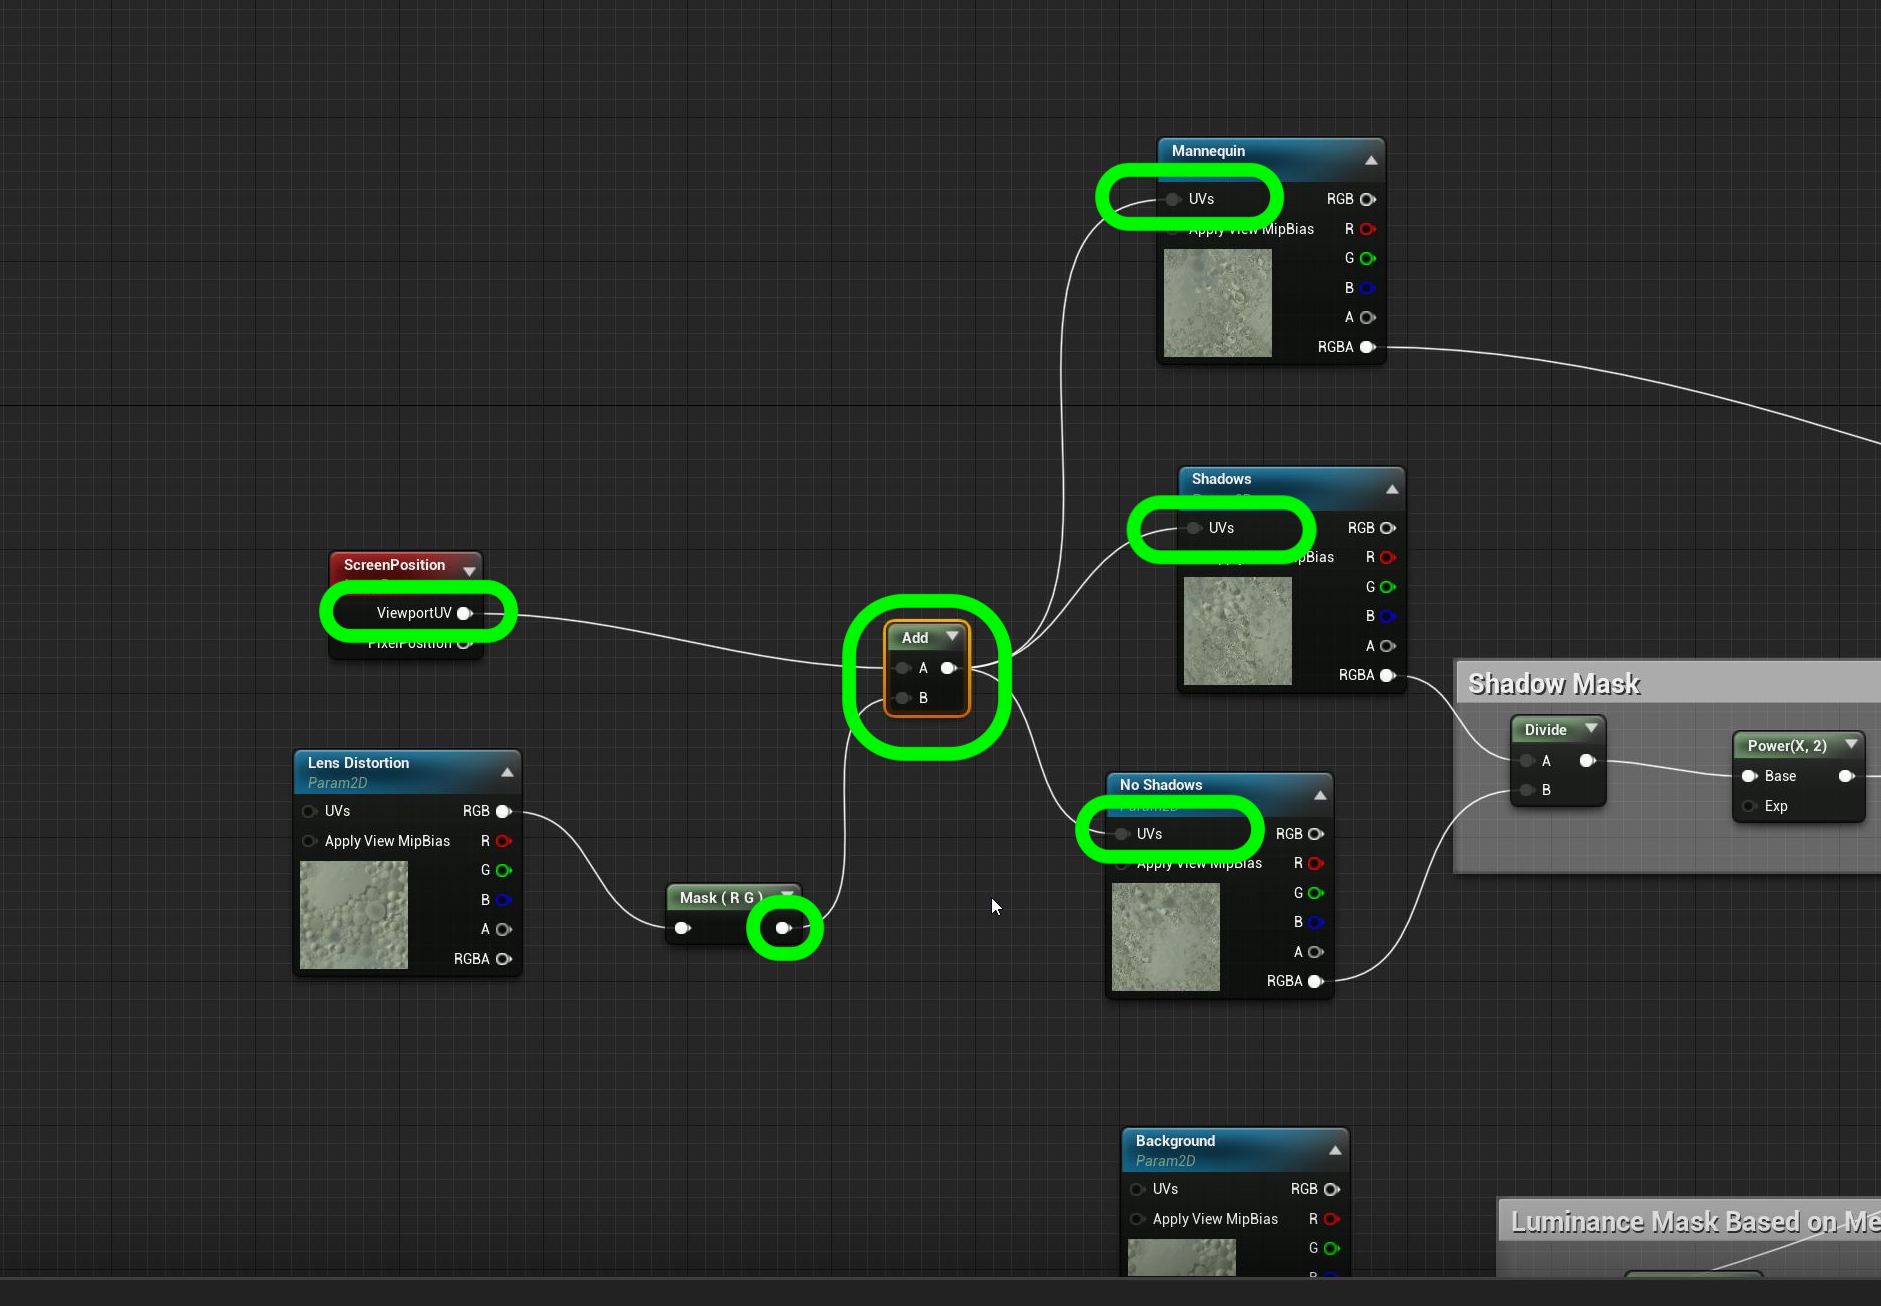 Mannequin
UVs
RGB
Apply View MipBias
R
G
B
A
RGBA
Shadows
UVs
RGB
R
G
B
A
RGBA
ScreenPosition
ViewportUV
PixelPosition
Add
A
B
Shadow Mask
Divide
A
B
Power(X, 2)
Base
Exp
Lens Distortion
Param2D
UVs
RGB
Apply View MipBias
R
G
B
A
RGBA
Mask ( R G )
No Shadows
Param2D
UVs
RGB
Apply View MipBias
R
G
B
A
RGBA
Background
Param2D
UVs
RGB
Apply View MipBias
R
G
Luminance Mask Based on Me